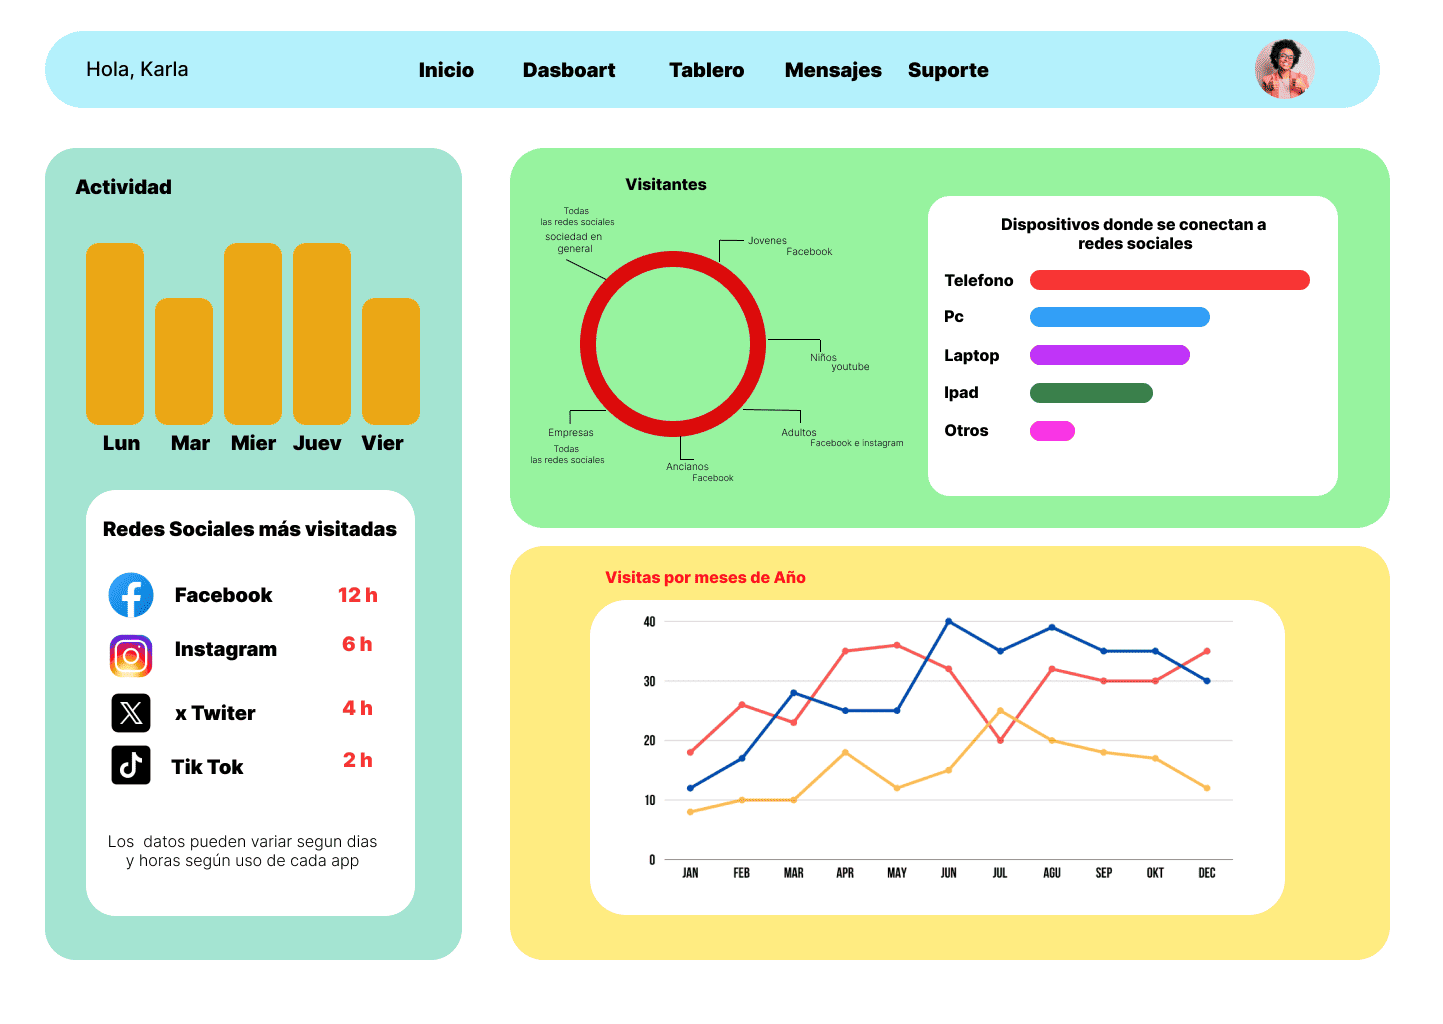 Hola, Karla
Inicio
Dasboart
Tablero
Mensajes
Suporte
Actividad
Lun
Mar
Mier
Juev
Vier
Redes Sociales más visitadas
Facebook
12 h
Instagram
6 h
x Twiter
4 h
Tik Tok
2 h
Los datos pueden variar segun dias
y horas según uso de cada app
Visitantes
Todas
las redes sociales
sociedad en
general
Jovenes
Facebook
Niños
youtube
Adultos
Facebook e instagram
Ancianos
Facebook
Empresas
Todas
las redes sociales
Dispositivos donde se conectan a
redes sociales
Telefono
Pc
Laptop
Ipad
Otros
Visitas por meses de Año
40
30
20
10
0
JAN
FEB
MAR
APR
MAY
JUN
JUL
AGU
SEP
OKT
DEC